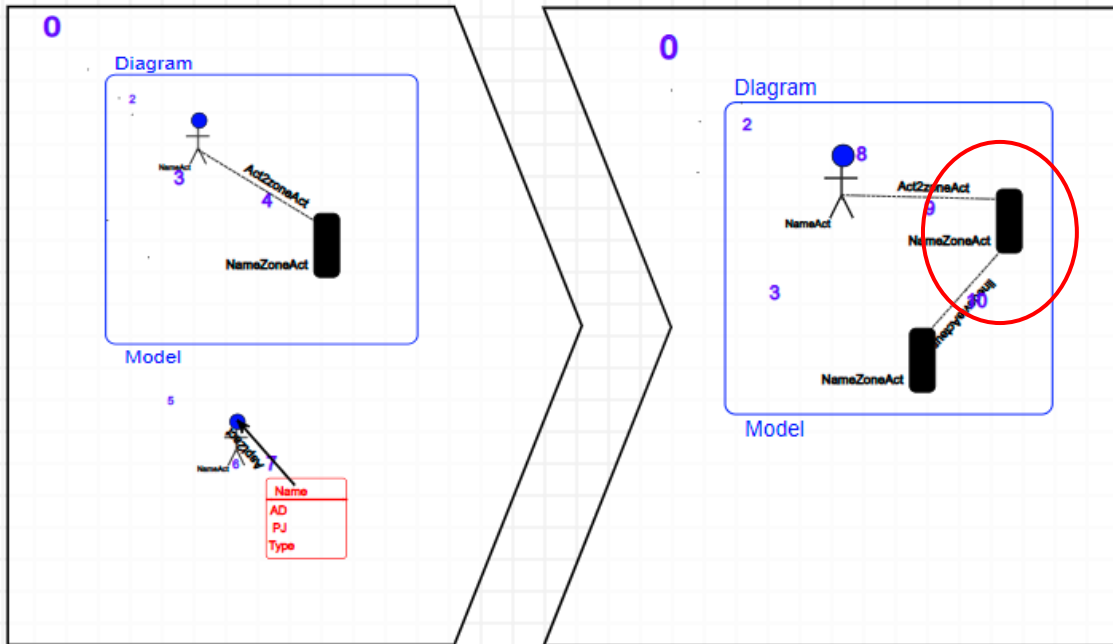 0
Diagram
2
NameAct
3
Act2zoneAct
4
NameZoneAct
Model
5
NameAct
6
7
Name
AD
PJ
Type
0
DIagram
2
8
Act2zoneAct
9
NameAct
NameZoneAct
3
10
NameZoneAct
Model